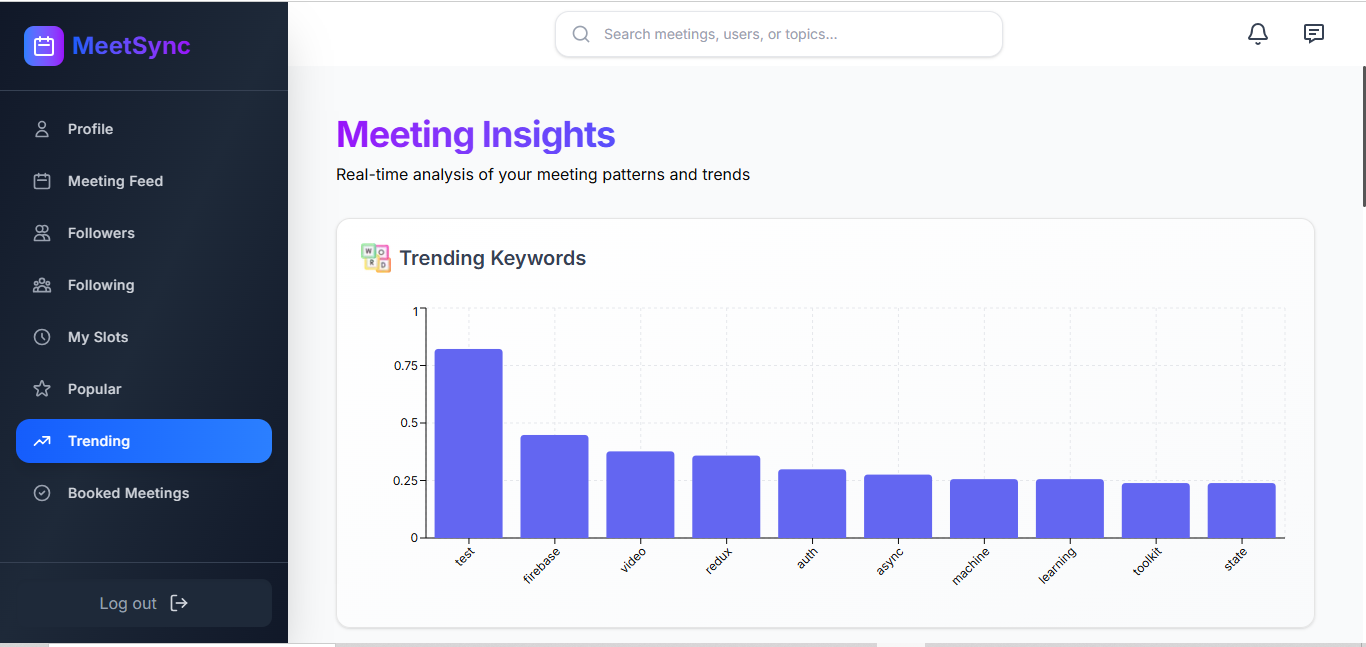 MeetSync
Search meetings, users, or topics...
Profile
Meeting Feed
Followers
Following
My Slots
Popular
Trending
Booked Meetings
Log out
Meeting Insights
Real-time analysis of your meeting patterns and trends
W O R D
Trending Keywords
1
0.75
0.5
0.25
0
test
firebase
video
redux
auth
async
machine
learning
toolkit
state